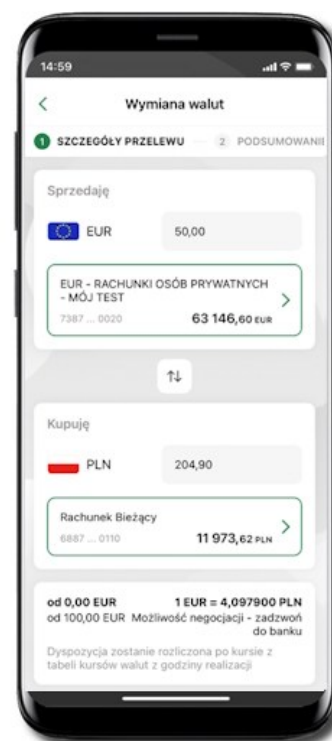 14:59
Wymiana walut
1 SZCZEGÓŁY PRZELEWU 2 PODSUMOWANIE
Sprzedaję
EUR 50,00
EUR - RACHUNKI OSÓB PRYWATNYCH
- MÓJ TEST
7387 ... 0020 63 146,60 EUR
Kupuję
PLN 204,90
Rachunek Bieżący
6887 ... 0110 11 973,62 PLN
od 0,00 EUR 1 EUR = 4,097900 PLN
od 100,00 EUR Możliwość negocjacji - zadzwoń
do banku
Dyspozycja zostanie rozliczona po kursie z
tabeli kursów walut z godziny realizacji